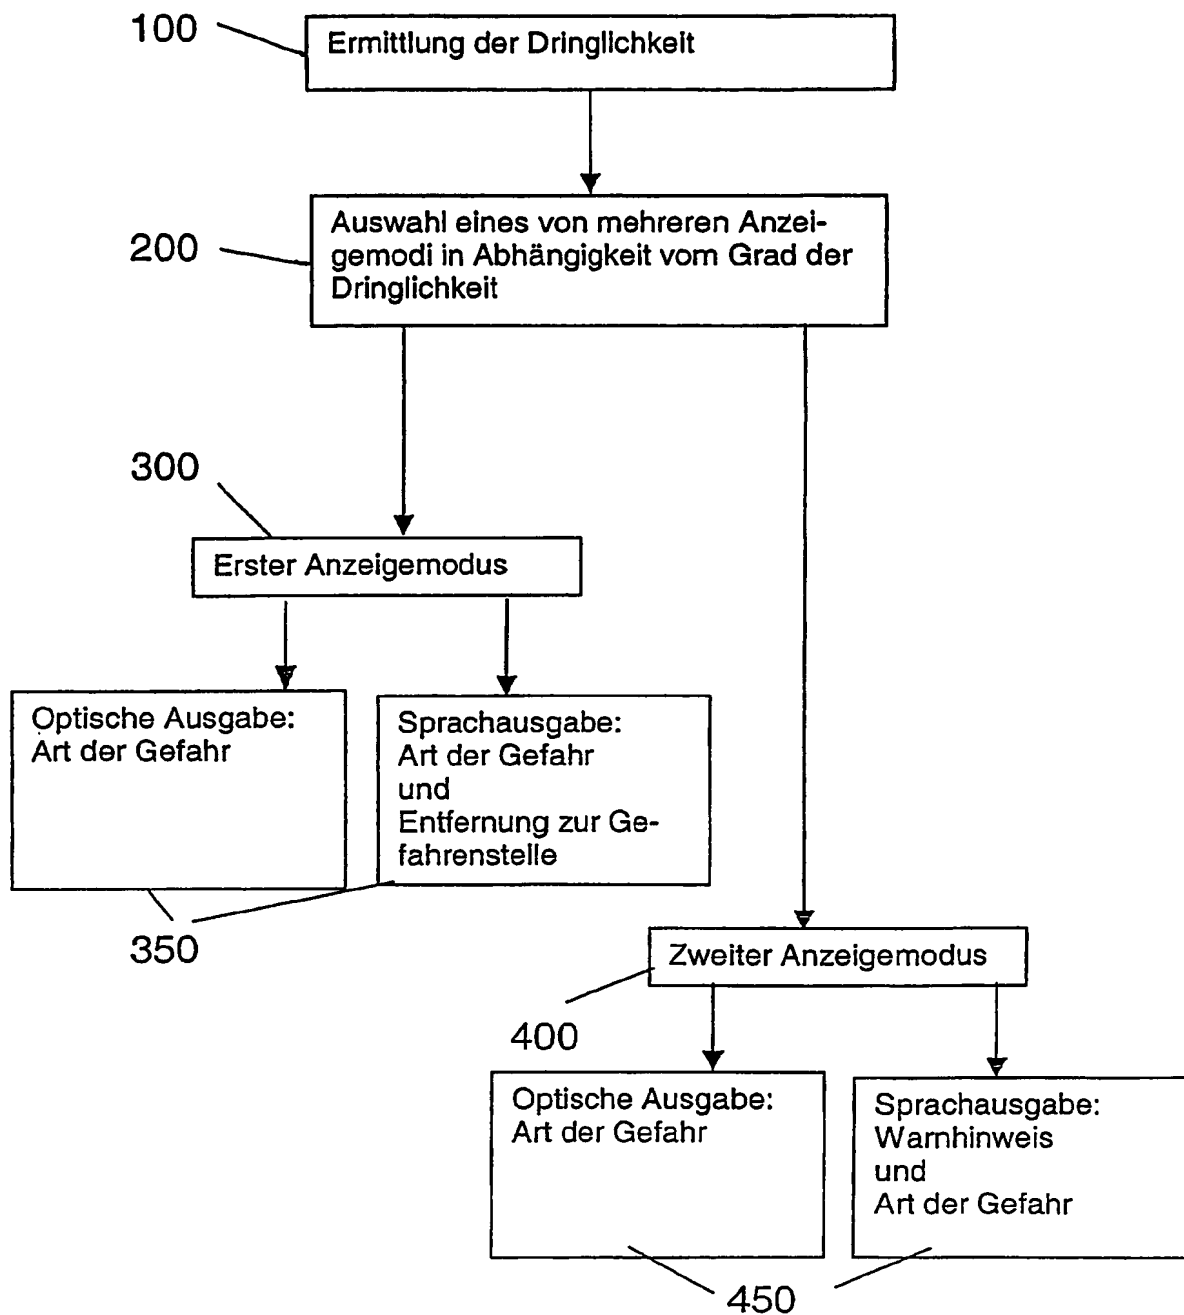 100
Ermittlung der Dringlichkeit
200
Auswahl eines von mehreren Anzei-
gemodi in Abhängigkeit vom Grad der
Dringlichkeit
300
Erster Anzeigemodus
Optische Ausgabe:
Art der Gefahr
Sprachausgabe:
Art der Gefahr
und
Entfernung zur Ge-
fahrenstelle
350
Zweiter Anzeigemodus
400
Optische Ausgabe:
Art der Gefahr
Sprachausgabe:
Warnhinweis
und
Art der Gefahr
450